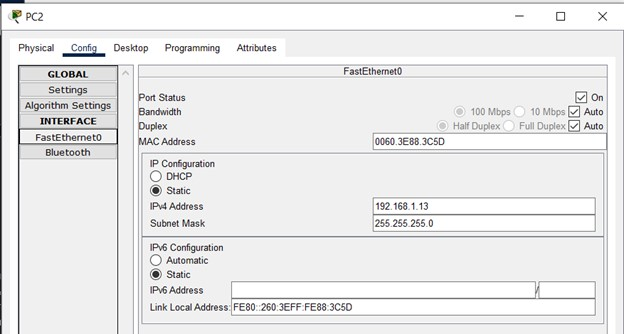 PC2
Physical Config Desktop Programming Attributes
GLOBAL
Settings
Algorithm Settings
INTERFACE
FastEthernet0
Bluetooth
FastEthernet0
Port Status On
Bandwidth 100 Mbps 10 Mbps Auto
Duplex Half Duplex Full Duplex Auto
MAC Address 0060.3E88.3C5D
IP Configuration
DHCP
Static
IPv4 Address 192.168.1.13
Subnet Mask 255.255.255.0
IPv6 Configuration
Automatic
Static
IPv6 Address /
Link Local Address: FE80::260:3EFF:FE88:3C5D